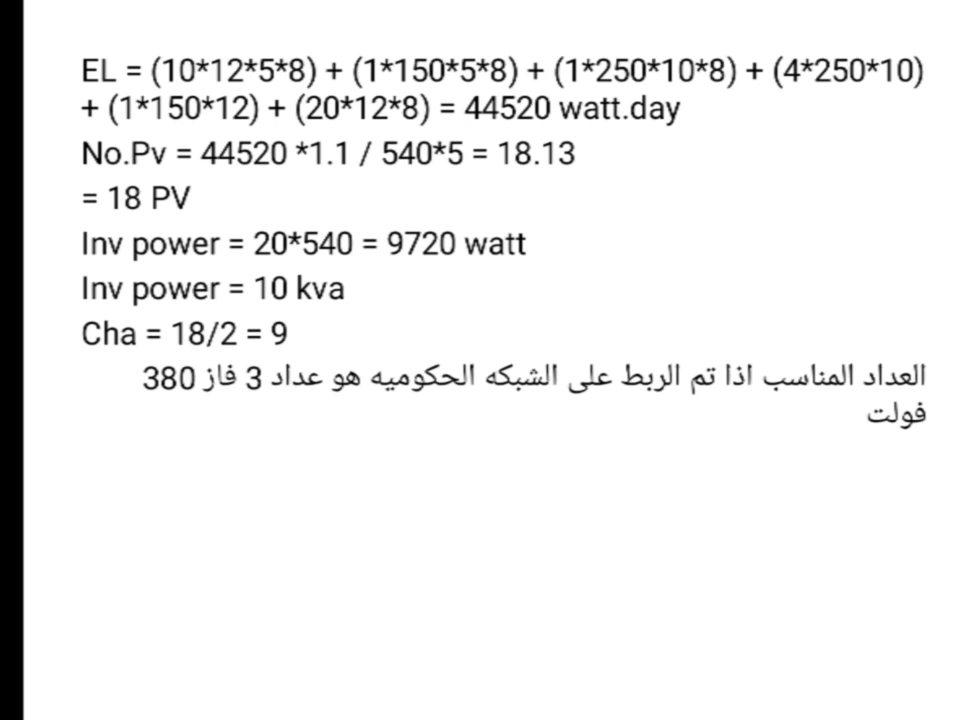 EL = (10*12*5*8) + (1*150*5*8) + (1*250*10*8) + (4*250*10)
+ (1*150*12) + (20*12*8) = 44520 watt.day
No.Pv = 44520 *1.1 / 540*5 = 18.13
= 18 PV
Inv power = 20*540 = 9720 watt
Inv power = 10 kva
Cha = 18/2 = 9
العداد المناسب اذا تم الربط على الشبكه الحكوميه هو عداد 3 فاز 380
فولت